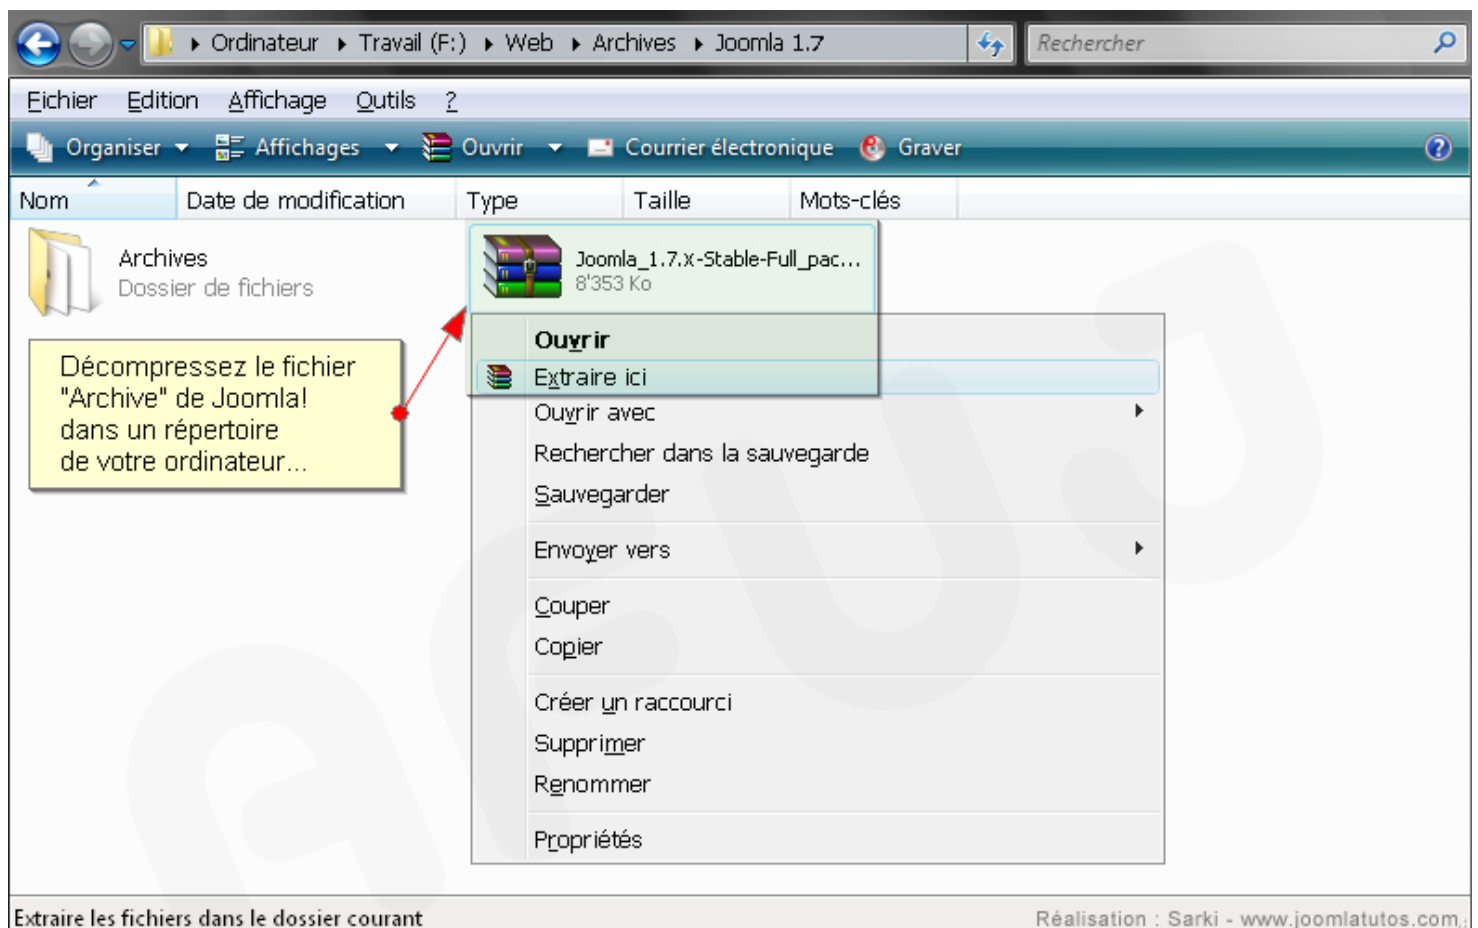 Ordinateur Travail (F:) Web Archives Joomla 1.7 Rechercher
Fichier Edition Affichage Outils ?
Organiser Affichages Ouvrir Courrier électronique Graver ?
Nom Date de modification Type Taille Mots-clés
Archives
Dossier de fichiers
Joomla_1.7.x-Stable-Full_pac...
8'353 Ko
Décompressez le fichier
"Archive" de Joomla!
dans un répertoire
de votre ordinateur...
Ouvrir
Extraire ici
Ouvrir avec
Rechercher dans la sauvegarde
Sauvegarder
Envoyer vers
Couper
Copier
Créer un raccourci
Supprimer
Renommer
Propriétés
AFUJ
Extraire les fichiers dans le dossier courant
Réalisation : Sarki - www.joomlatutos.com